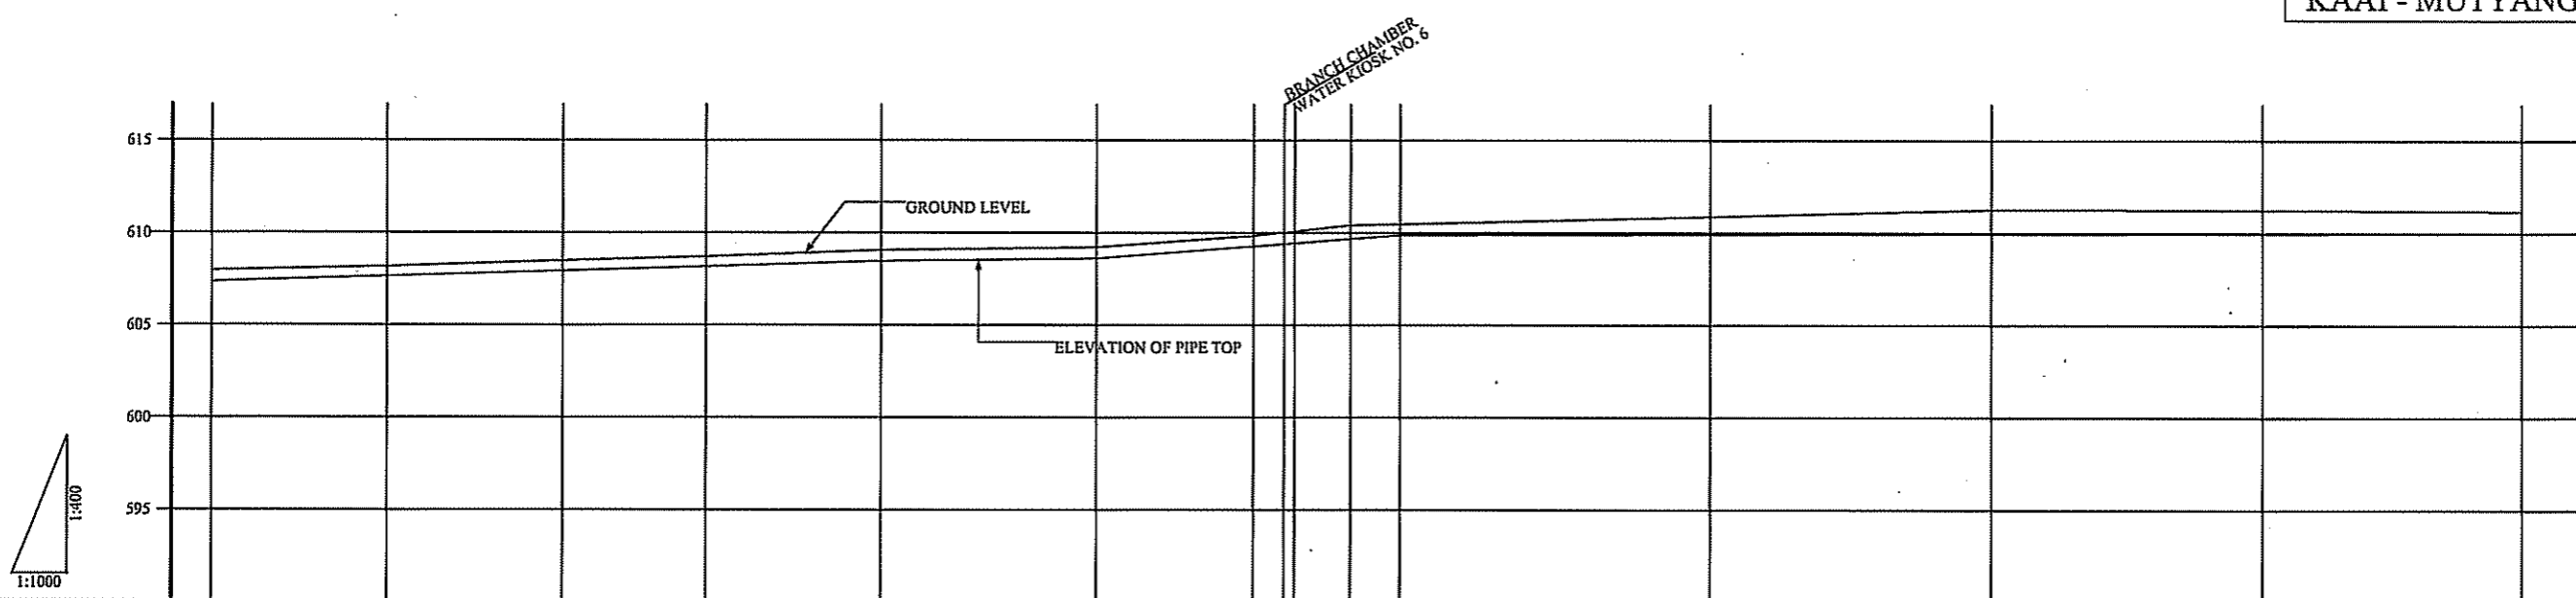 KAAI - MUTYANG
BRANCH CHAMBER
WATER KIOSK NO. 6
615
GROUND LEVEL
610
605
ELEVATION OF PIPE TOP
600
1:400
595
1:1000